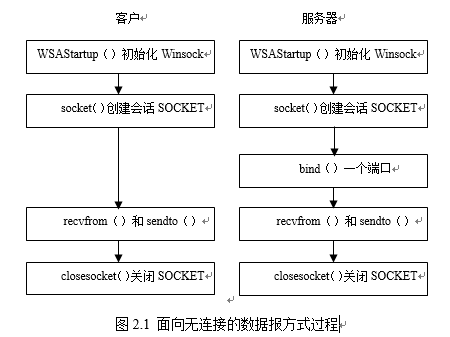 客户 服务器
WSAStartup（）初始化 Winsock WSAStartup（）初始化 Winsock
socket()创建会话 SOCKET socket()创建会话 SOCKET
bind（）一个端口
recvfrom（）和 sendto（） recvfrom（）和 sendto（）
closesocket()关闭 SOCKET closesocket()关闭 SOCKET
图 2.1 面向无连接的数据报方式过程